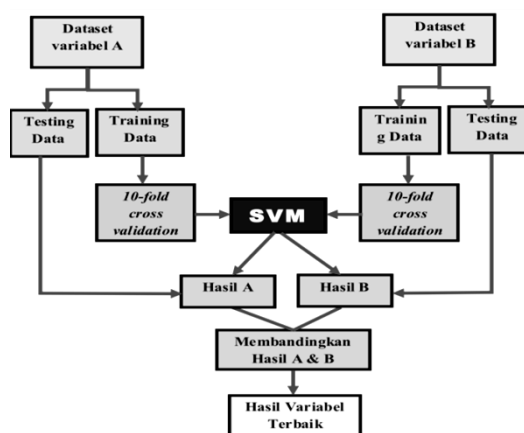 Dataset
variabel A
Dataset
variabel B
Testing
Data
Training
Data
Trainin
g Data
Testing
Data
10-fold
cross
validation
SVM
10-fold
cross
validation
Hasil A
Hasil B
Membandingkan
Hasil A & B
Hasil Variabel
Terbaik